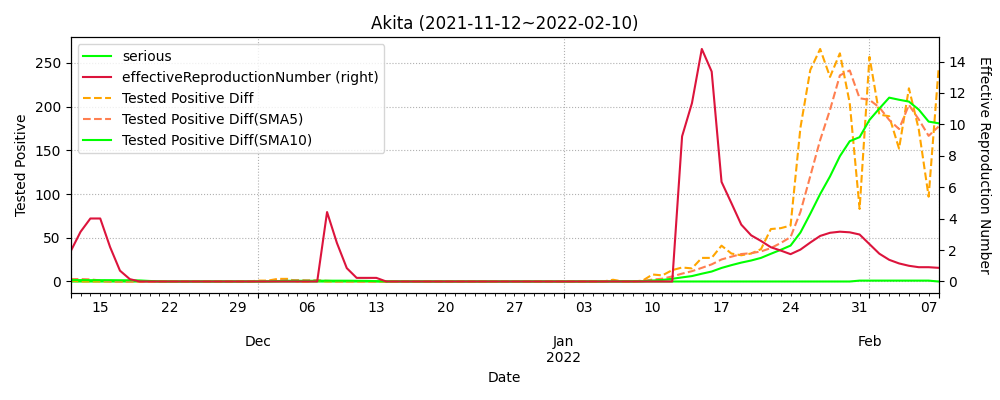 Akita (2021-11-12~2022-02-10)
serious
effectiveReproductionNumber (right)
Tested Positive Diff
Tested Positive Diff(SMA5)
Tested Positive Diff(SMA10)
Tested Positive
250
200
150
100
50
0
14
12
10
8
6
4
2
0
Effective Reproduction Number
15 22 29 06 13 20 27 03 10 17 24 31 07
Dec Jan Feb
2022
Date